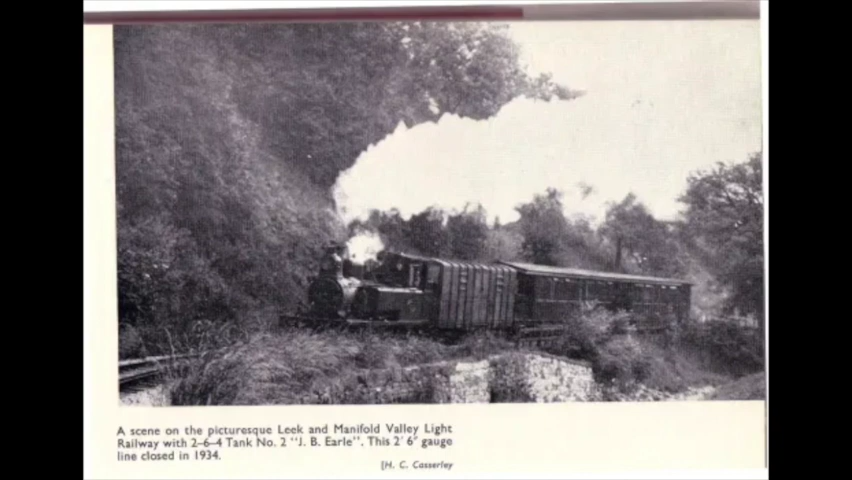 A scene on the picturesque Leek and Manifold Valley Light
Railway with 2–6–4 Tank No. 2 "J. B. Earle". This 2' 6" gauge
line closed in 1934.
[H. C. Casserley